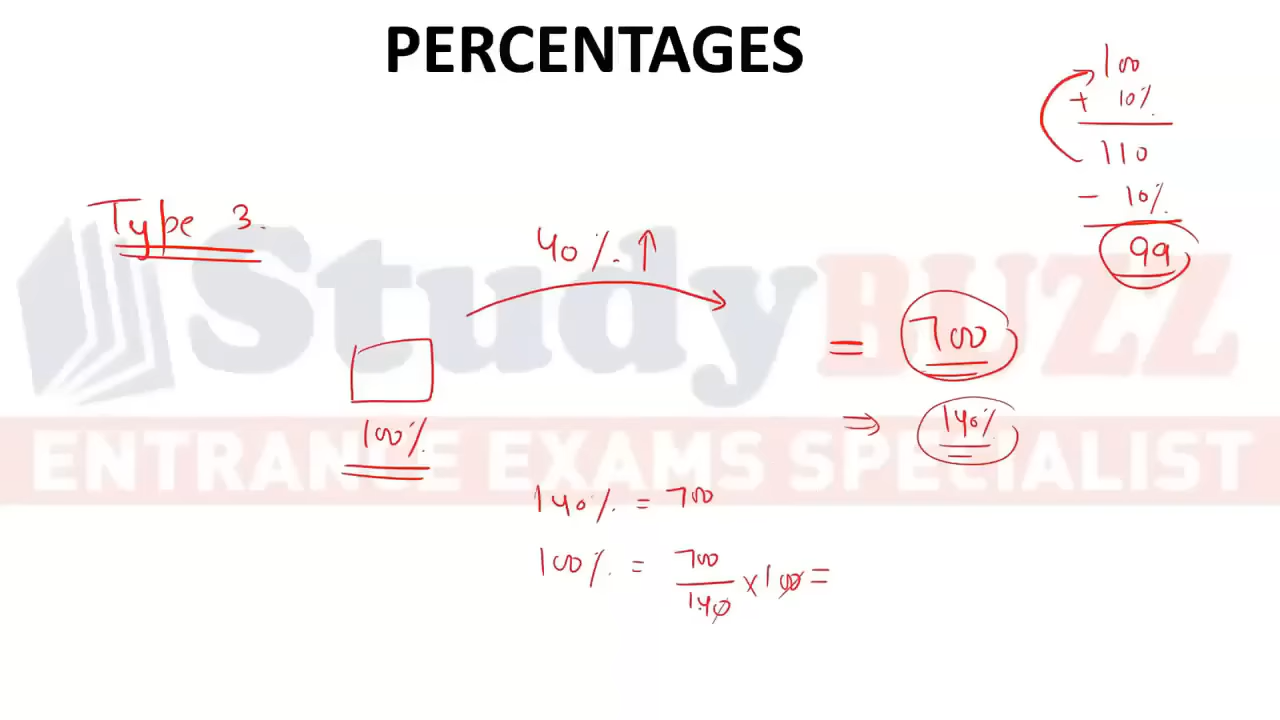 PERCENTAGES
100
+ 10%
110
- 10%
99
Type 3.
40% ↑
= 700
100%
⇒ 140%
StudyBUZZ
ENTRANCE EXAMS SPECIALIST
140% = 700
100% = 700/140 × 100 =